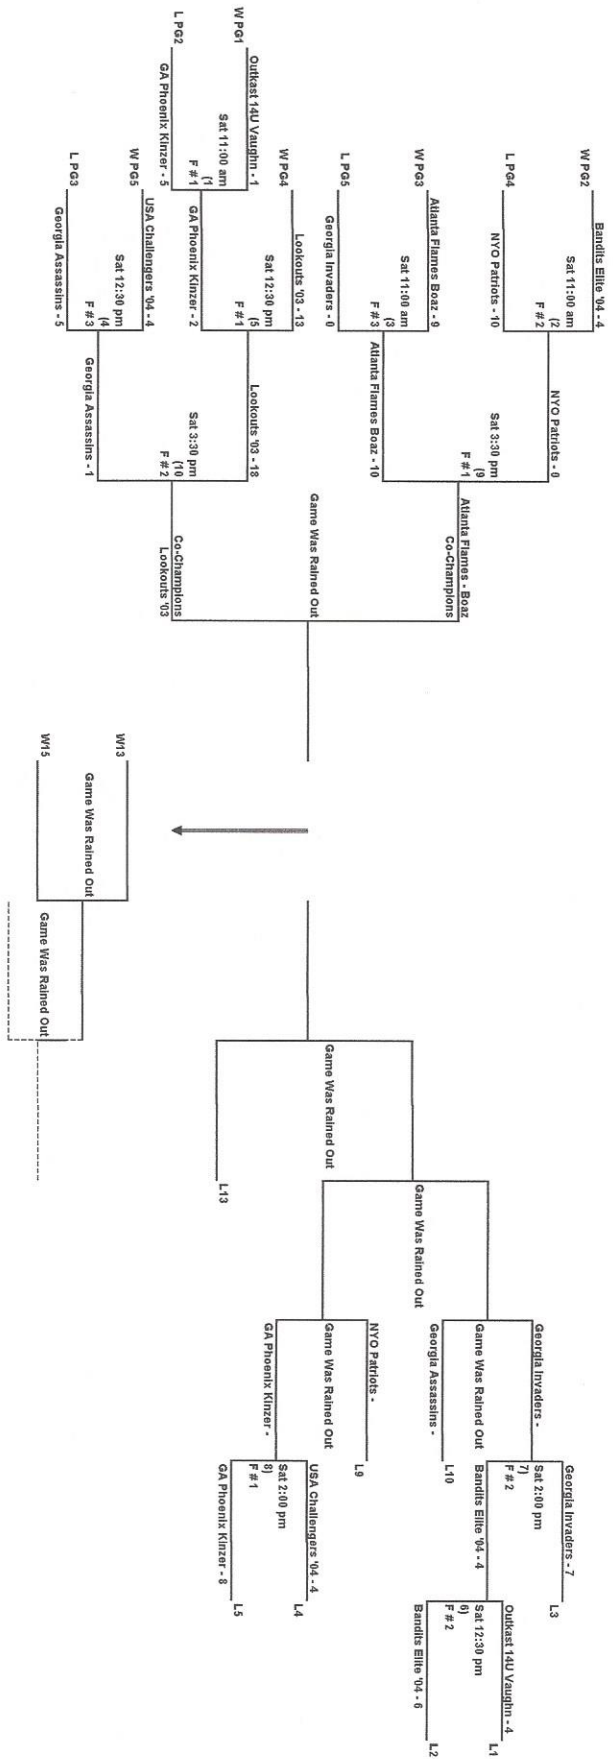 W PG2
Bandits Elite '04 - 4
Sat 11:00 am
(2
F # 2
NYO Patriots - 0
L PG4
NYO Patriots - 10
Sat 3:30 pm
(9
F # 1
Atlanta Flames - Boaz
Co-Champions
W PG3
Atlanta Flames Boaz - 9
Sat 11:00 am
(3
F # 3
Atlanta Flames Boaz - 10
L PG5
Georgia Invaders - 0
Game Was Rained Out
W PG4
Lookouts '03 - 13
Sat 12:30 pm
(5
F # 1
Lookouts '03 - 18
W PG1
Outkast 14U Vaughn - 1
Sat 11:00 am
(1
F # 1
GA Phoenix Kinzer - 2
L PG2
GA Phoenix Kinzer - 5
Sat 3:30 pm
(10
F # 2
Co-Champions
Lookouts '03
W PG5
USA Challengers '04 - 4
Sat 12:30 pm
(4
F # 3
Georgia Assassins - 1
L PG3
Georgia Assassins - 5
W13
Game Was Rained Out
W15
Game Was Rained Out
Game Was Rained Out
L13
Game Was Rained Out
Georgia Invaders -
Game Was Rained Out
Georgia Assassins -
L10
NYO Patriots -
L9
Game Was Rained Out
GA Phoenix Kinzer -
Georgia Invaders - 7
L3
Sat 2:00 pm
7)
F # 2
Bandits Elite '04 - 4
Outkast 14U Vaughn - 4
L1
Sat 12:30 pm
6)
F # 2
Bandits Elite '04 - 6
L2
USA Challengers '04 - 4
L4
Sat 2:00 pm
8)
F # 1
GA Phoenix Kinzer - 8
L5